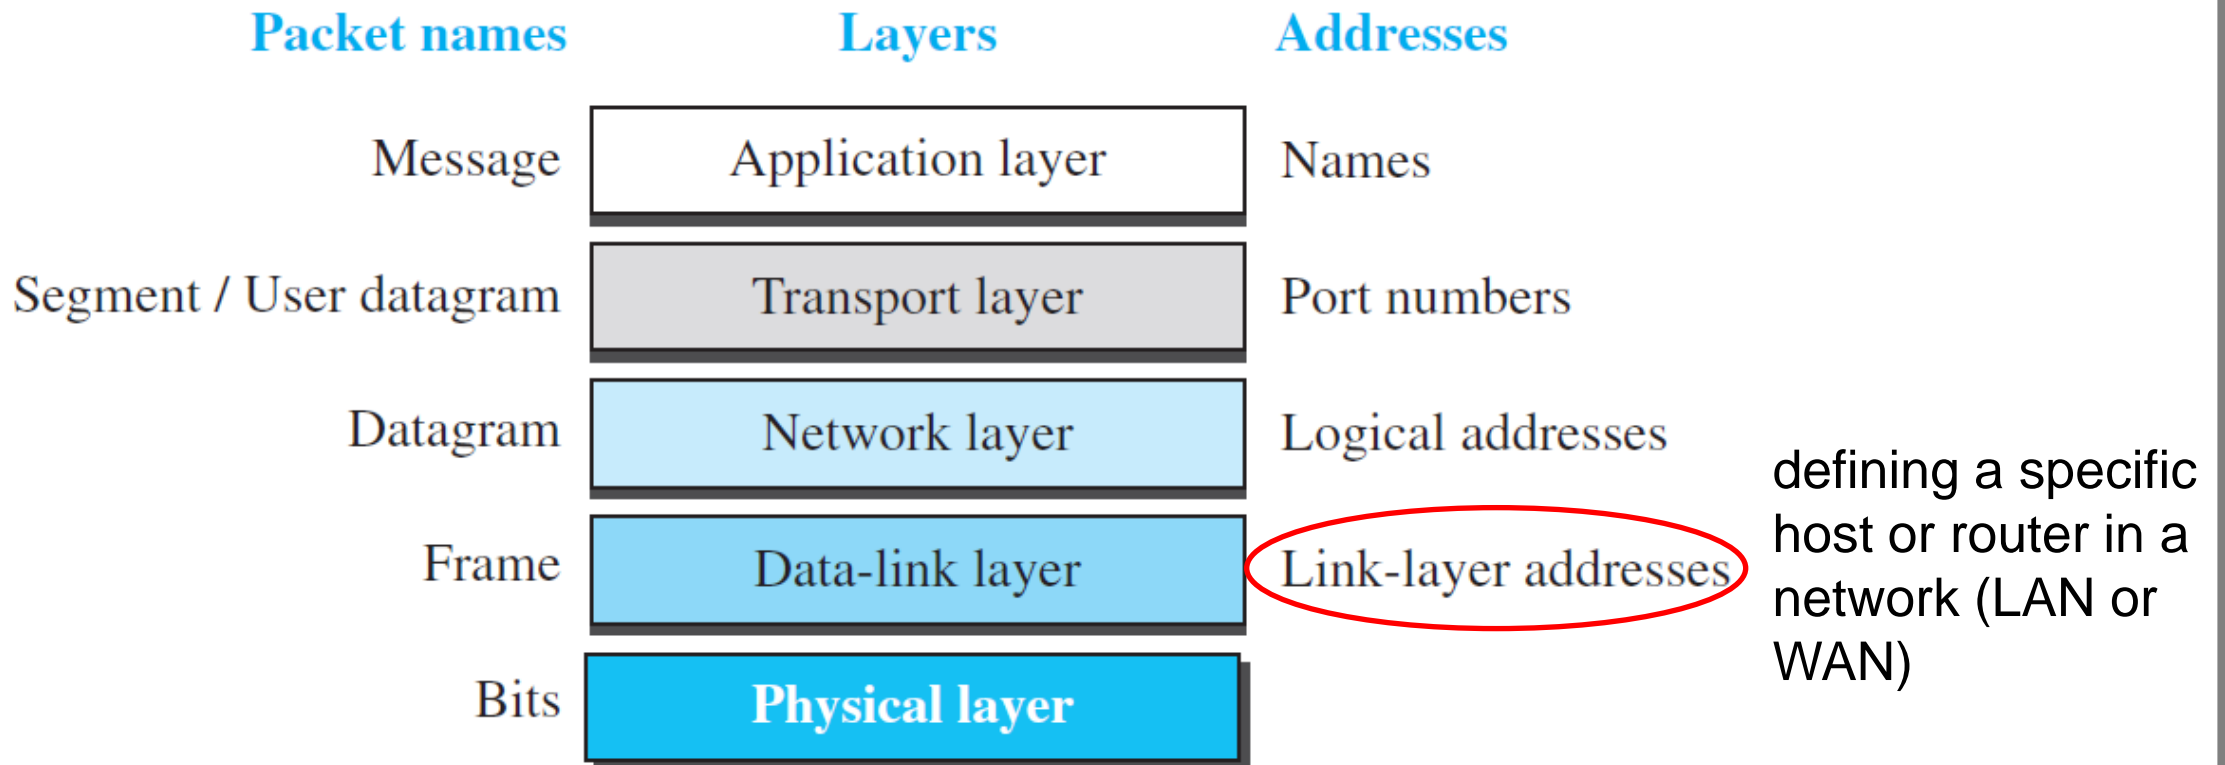 Packet names Layers Addresses
Message Application layer Names
Segment / User datagram Transport layer Port numbers
Datagram Network layer Logical addresses
Frame Data-link layer Link-layer addresses
defining a specific
host or router in a
network (LAN or
WAN)
Bits Physical layer